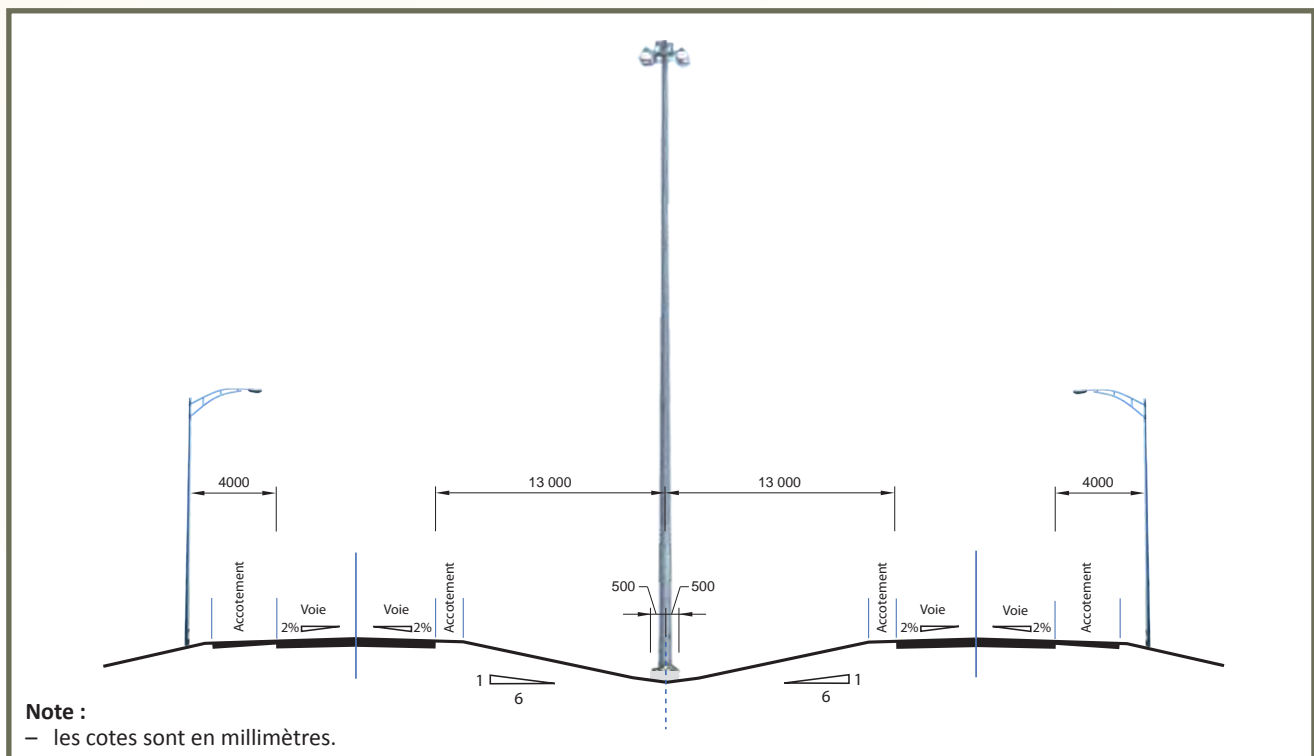 4000
13 000
13 000
4000
500
500
Accotement
Voie
2%
Voie
2%
Accotement
Accotement
Voie
2%
Voie
2%
Accotement
1
6
1
6
Note :
– les cotes sont en millimètres.